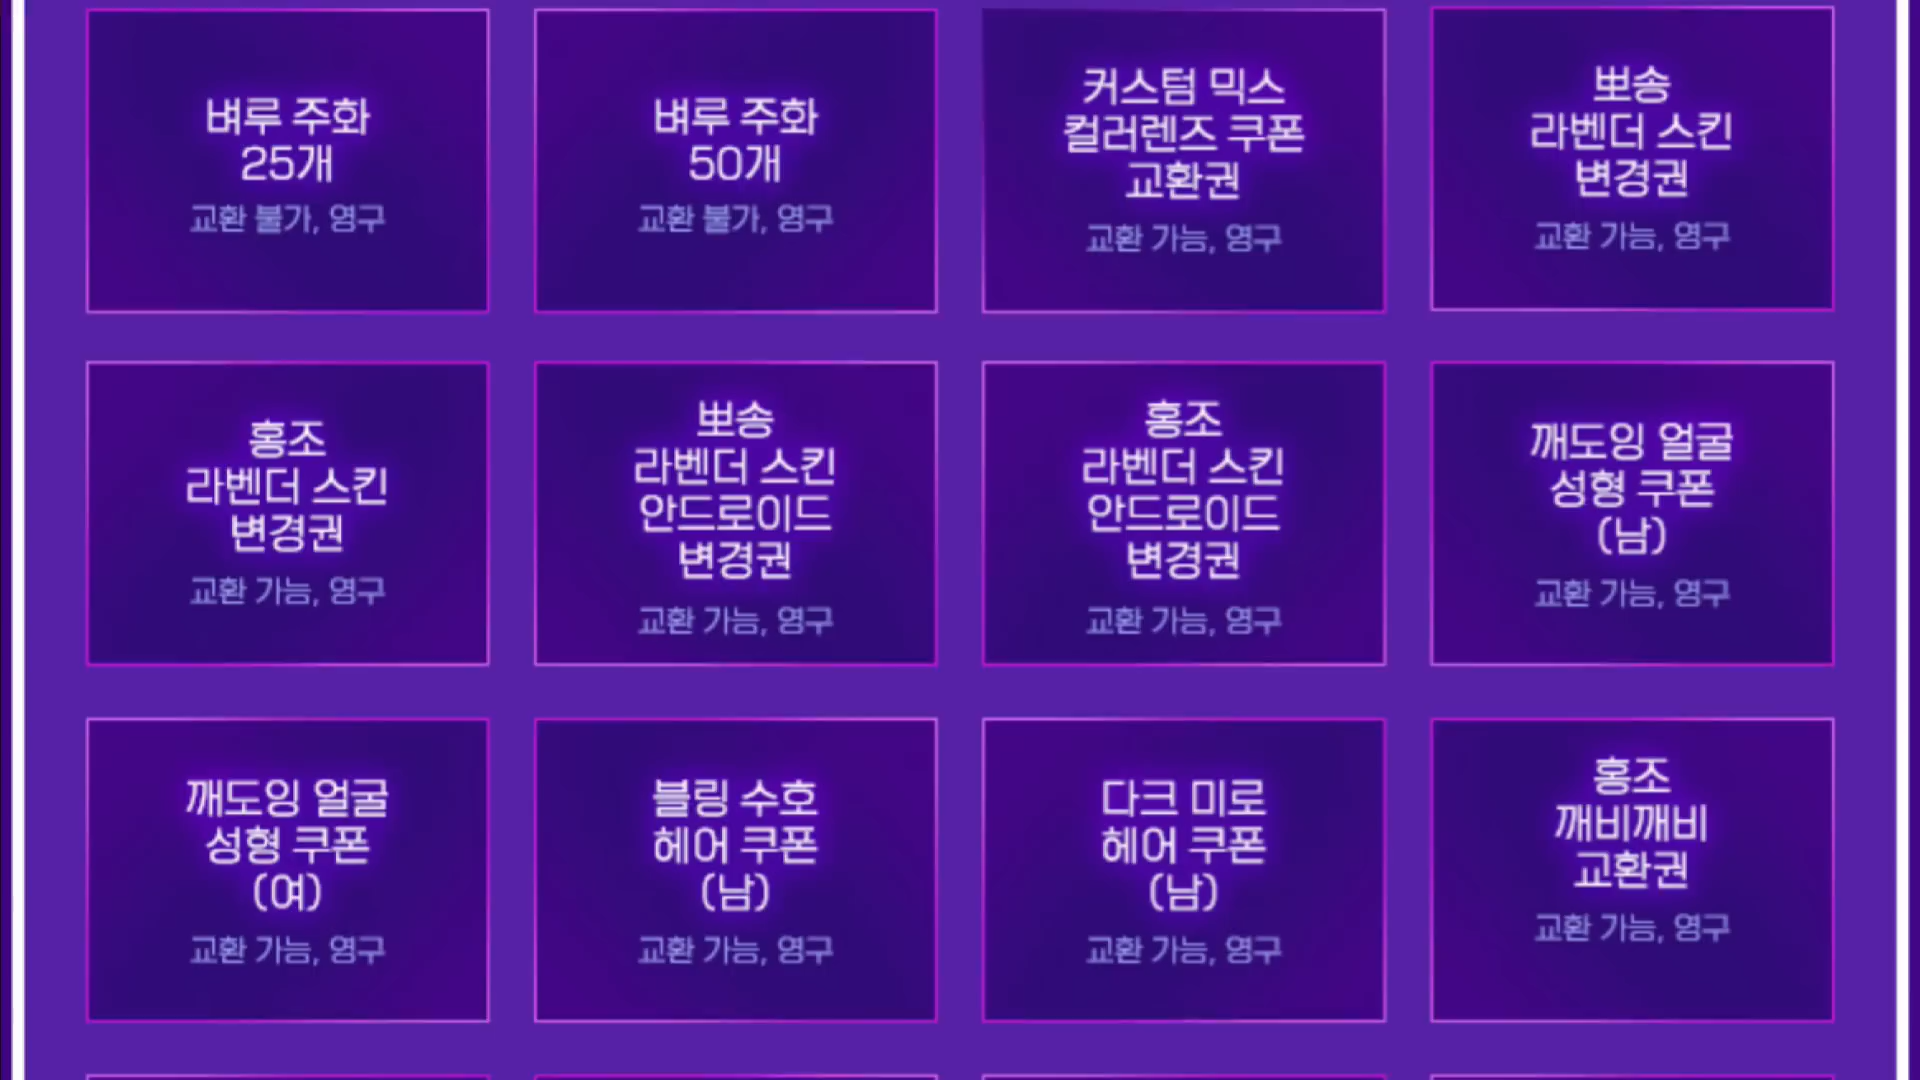 벼루 주화
25개
교환 불가, 영구
벼루 주화
50개
교환 불가, 영구
커스텀 믹스
컬러렌즈 쿠폰
교환권
교환 가능, 영구
뽀송
라벤더 스킨
변경권
교환 가능, 영구
홍조
라벤더 스킨
변경권
교환 가능, 영구
뽀송
라벤더 스킨
안드로이드
변경권
교환 가능, 영구
홍조
라벤더 스킨
안드로이드
변경권
교환 가능, 영구
깨도잉 얼굴
성형 쿠폰
(남)
교환 가능, 영구
깨도잉 얼굴
성형 쿠폰
(여)
교환 가능, 영구
블링 수호
헤어 쿠폰
(남)
교환 가능, 영구
다크 미로
헤어 쿠폰
(남)
교환 가능, 영구
홍조
깨비깨비
교환권
교환 가능, 영구